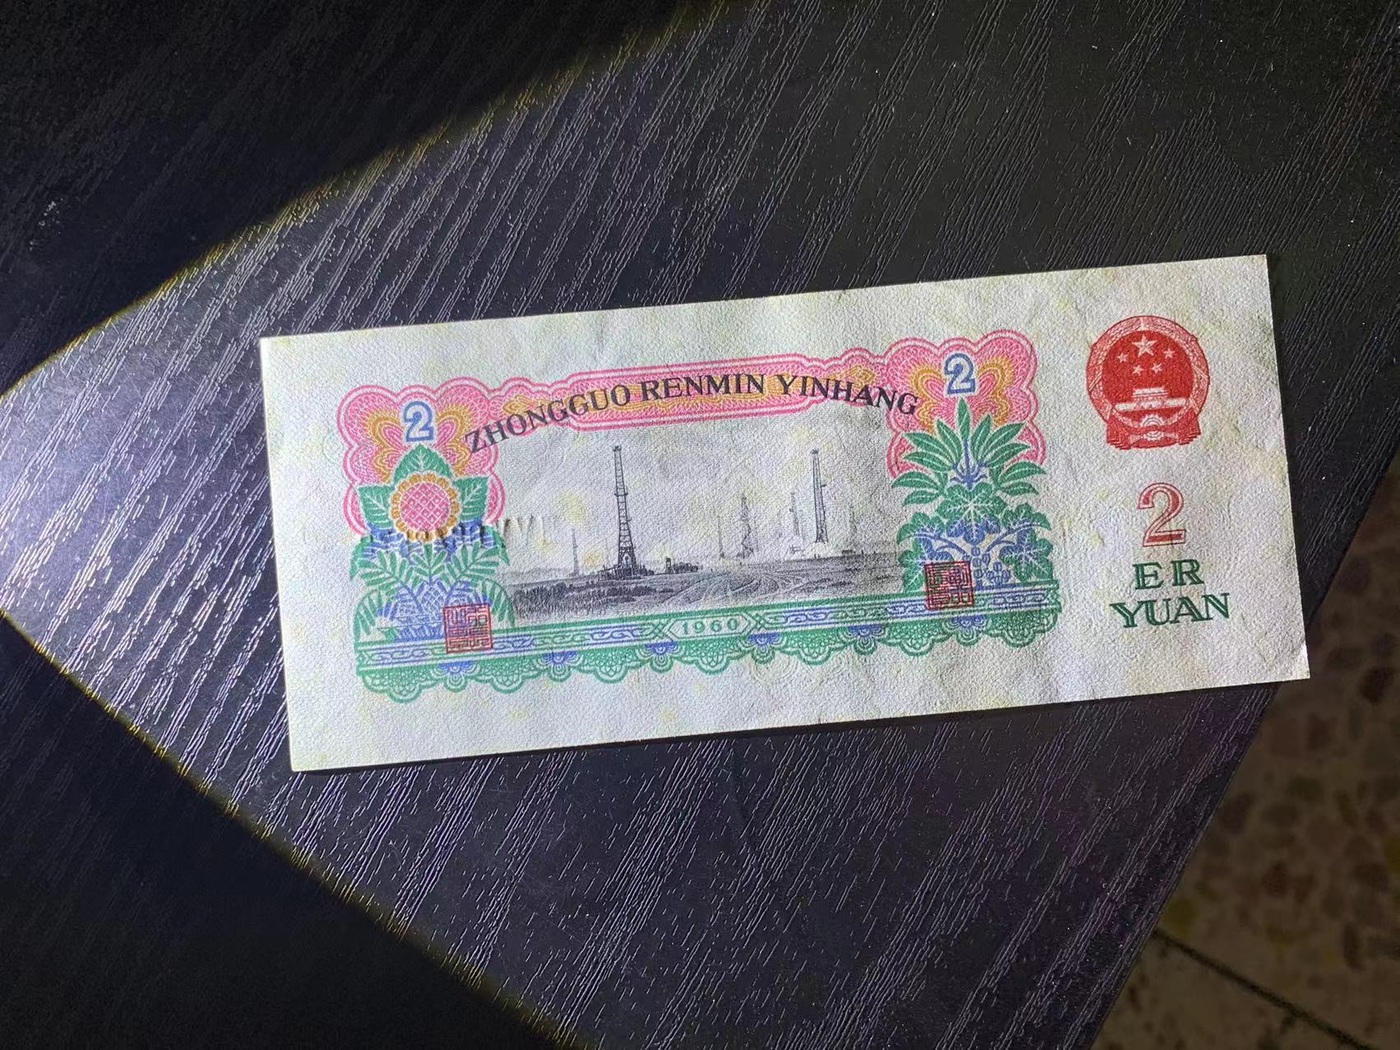 2
ZHONGGUO RENMIN YINHANG
2
1960
2
ER
YUAN